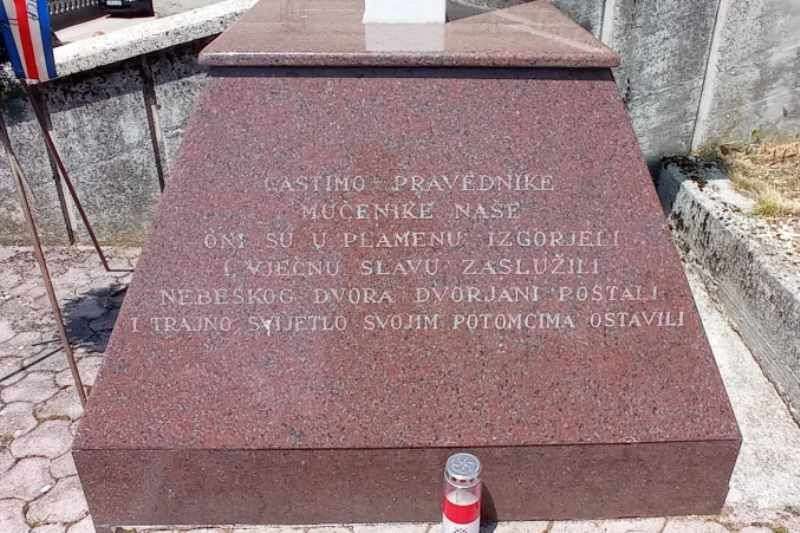 ČASTIMO PRAVEDNIKE
MUČENIKE NAŠE
ONI SU U PLAMENU IZGORJELI
I VJEČNU SLAVU ZASLUŽILI
NEBESKOG DVORA DVORJANI POSTALI
I TRAJNO SVIJETLO SVOJIM POTOMCIMA OSTAVILI